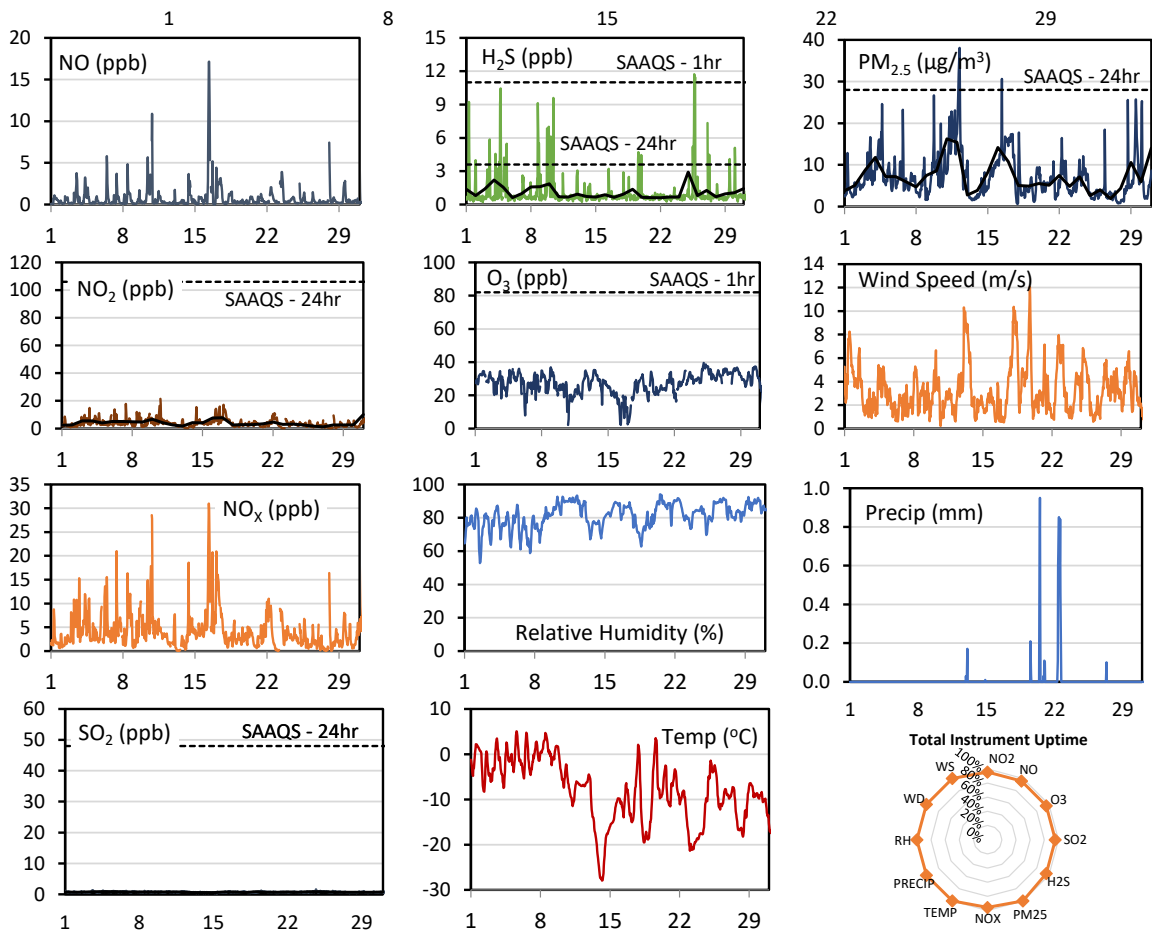 1 8 15 22 29
NO (ppb)
20
15
10
5
0
1 8 15 22 29
H₂S (ppb)
SAAQS - 1hr
SAAQS - 24hr
15
12
9
6
3
0
1 8 15 22 29
PM₂.₅ (µg/m³)
SAAQS - 24hr
40
30
20
10
0
1 8 15 22 29
NO₂ (ppb)
SAAQS - 24hr
120
100
80
60
40
20
0
1 8 15 22 29
O₃ (ppb)
SAAQS - 1hr
100
80
60
40
20
0
1 8 15 22 29
Wind Speed (m/s)
14
12
10
8
6
4
2
0
1 8 15 22 29
NOX (ppb)
35
30
25
20
15
10
5
0
1 8 15 22 29
100
80
60
40
20
0
Relative Humidity (%)
1 8 15 22 29
Precip (mm)
1.0
0.8
0.6
0.4
0.2
0.0
1 8 15 22 29
SO₂ (ppb)
SAAQS - 24hr
60
50
40
30
20
10
0
1 8 15 22 29
Temp (°C)
10
0
-10
-20
-30
1 8 15 22 29
Total Instrument Uptime
100%
80%
60%
40%
20%
0%
NO2
NO
O3
SO2
H2S
PM25
NOX
TEMP
PRECIP
RH
WD
WS